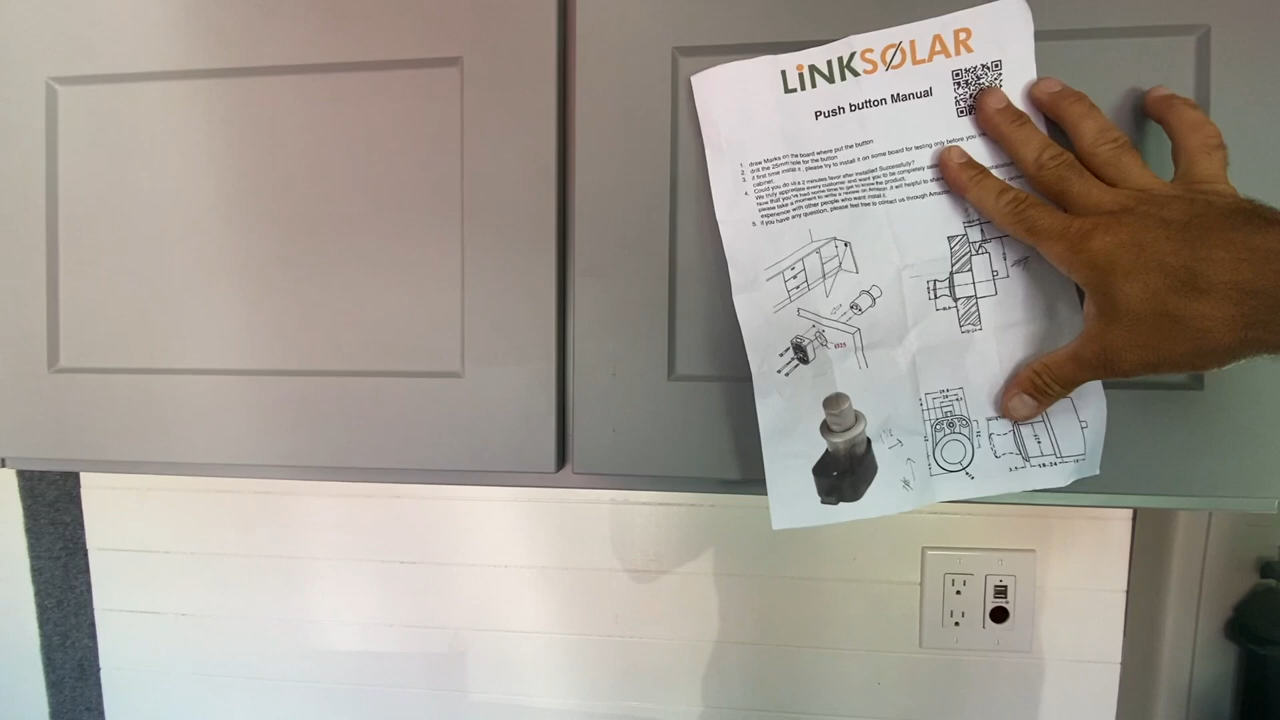 LiNKSOLAR
Push button Manual
1. draw Marks on the board where put the button
2. drill the 25mm hole for the button
3. if first time install it, please try to install it on some board for testing only before you
cabinet.
4. Could you do us a 2 minutes favor after installed Successfully?
We truly appreciate every customer and want you to be completely
Now that you've had some time to get to know the product,
please take a moment to write a review on Amazon, it will helpful to share
experience with other people who want install it.
5. If you have any question, please feel free to contact us through
Ø25
18-24